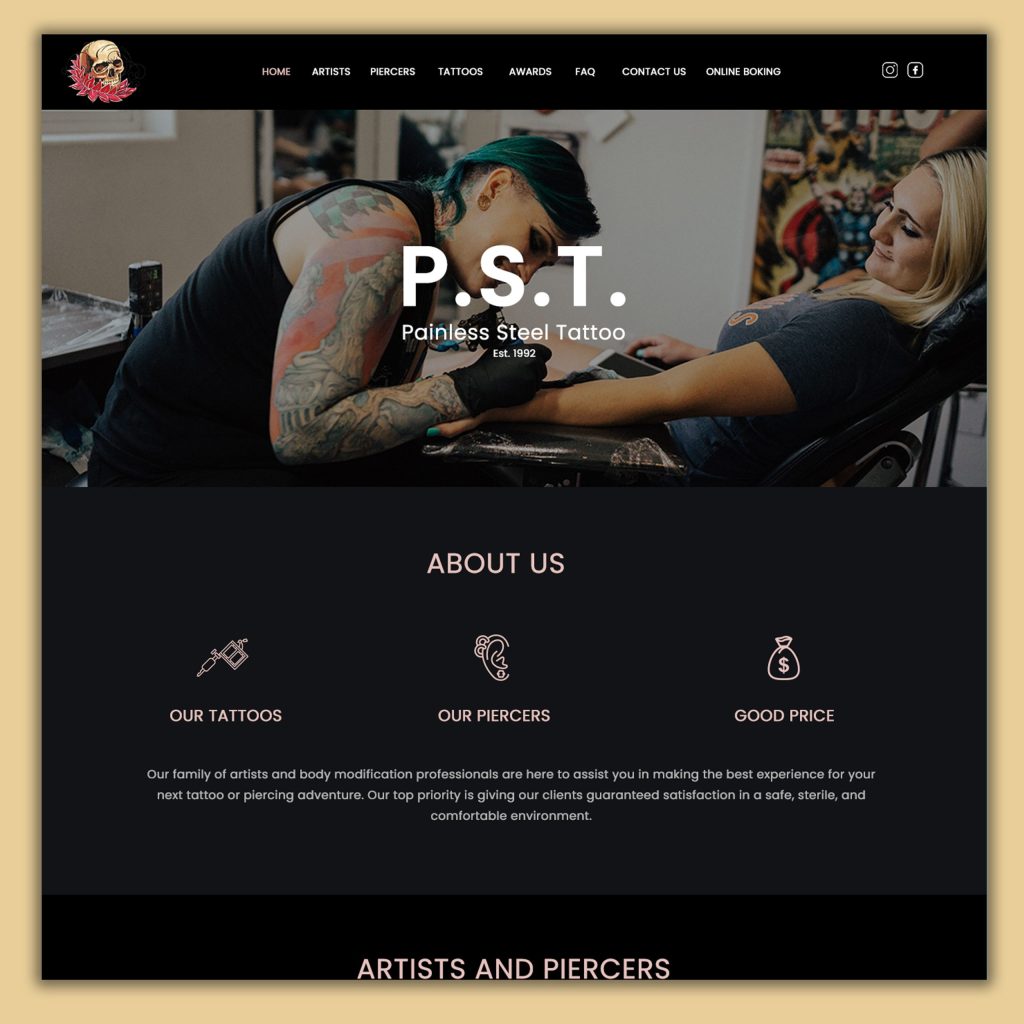 HOME ARTISTS PIERCERS TATTOOS AWARDS FAQ CONTACT US ONLINE BOKING
P.S.T.
Painless Steel Tattoo
Est. 1992
ABOUT US
OUR TATTOOS OUR PIERCERS GOOD PRICE
Our family of artists and body modification professionals are here to assist you in making the best experience for your
next tattoo or piercing adventure. Our top priority is giving our clients guaranteed satisfaction in a safe, sterile, and
comfortable environment.
ARTISTS AND PIERCERS